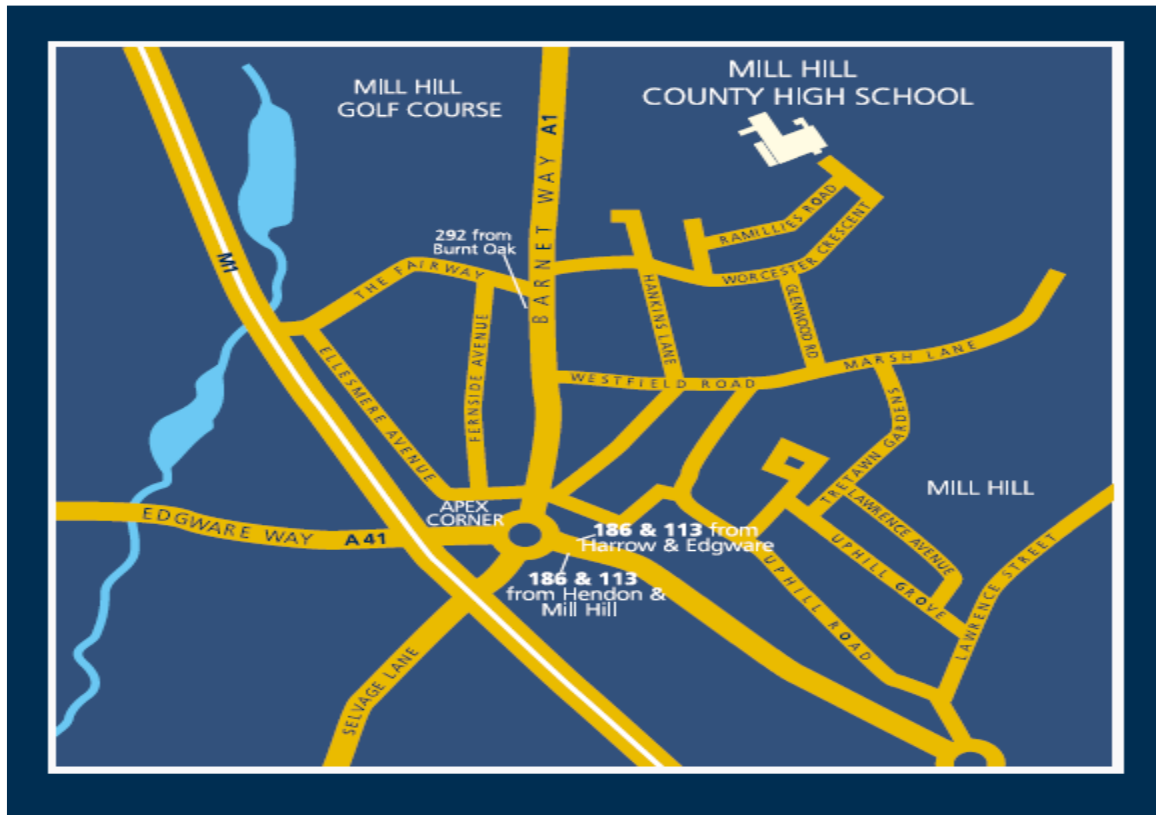 MILL HILL
GOLF COURSE
MILL HILL
COUNTY HIGH SCHOOL
BARNET WAY A1
292 from
Burnt Oak
M1
THE FAIRWAY
RAMILLIES ROAD
WORCESTER CRESCENT
HANKINS LANE
GLENWOOD RD
FERNSIDE AVENUE
ELLESMERE AVENUE
WESTFIELD ROAD
MARSH LANE
TRETAWN GARDENS
MILL HILL
LAWRENCE AVENUE
APEX
CORNER
EDGWARE WAY A41
186 & 113 from
Harrow & Edgware
186 & 113
from Hendon &
Mill Hill
UPHILL GROVE
UPHILL ROAD
LAWRENCE STREET
SELVAGE LANE